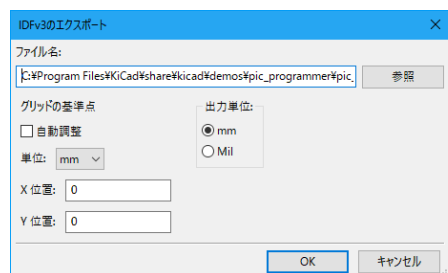 IDFv3のエクスポート
ファイル名:
C:¥Program Files¥KiCad¥share¥kicad¥demos¥pic_programmer¥pic_
参照
グリッドの基準点
出力単位:
自動調整
mm
Mil
単位: mm
X 位置: 0
Y 位置: 0
OK
キャンセル